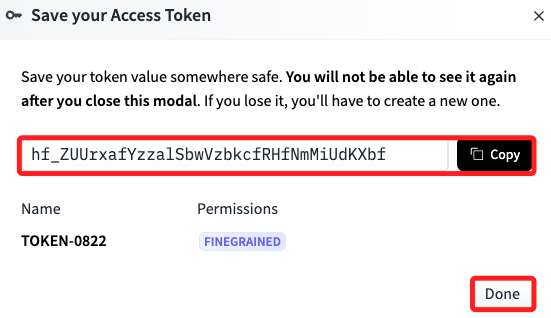 Save your Access Token
Save your token value somewhere safe. You will not be able to see it again
after you close this modal. If you lose it, you'll have to create a new one.
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
Copy
Name Permissions
TOKEN-0822 FINEGRAINED
Done